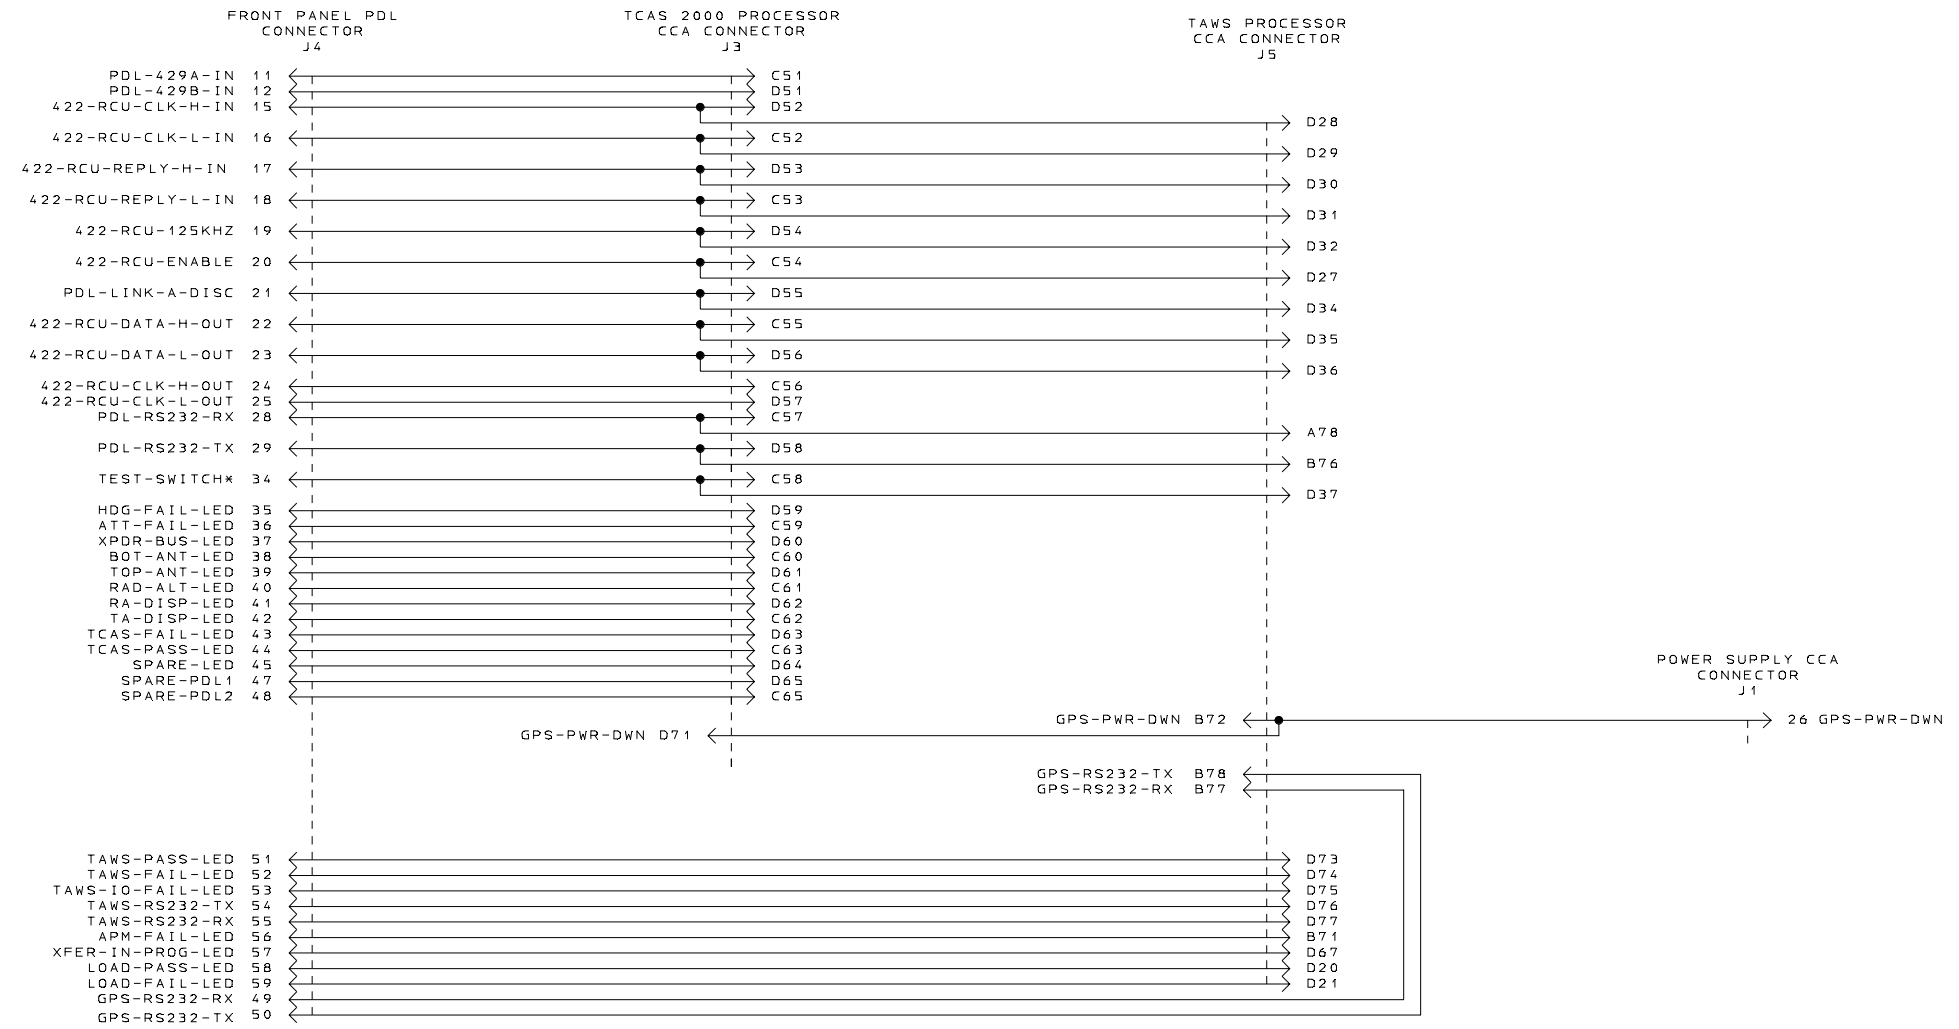 FRONT PANEL PDL
CONNECTOR
J4
TCAS 2000 PROCESSOR
CCA CONNECTOR
J3
TAWS PROCESSOR
CCA CONNECTOR
J5
PDL-429A-IN 11 C51
PDL-429B-IN 12 D51
422-RCU-CLK-H-IN 15 D52
D28
422-RCU-CLK-L-IN 16 C52
D29
422-RCU-REPLY-H-IN 17 D53
D30
422-RCU-REPLY-L-IN 18 C53
D31
422-RCU-125KHZ 19 D54
D32
422-RCU-ENABLE 20 C54
D27
PDL-LINK-A-DISC 21 D55
D34
422-RCU-DATA-H-OUT 22 C55
D35
422-RCU-DATA-L-OUT 23 D56
D36
422-RCU-CLK-H-OUT 24 C56
422-RCU-CLK-L-OUT 25 D57
PDL-RS232-RX 28 C57
A78
PDL-RS232-TX 29 D58
B76
TEST-SWITCH* 34 C58
D37
HDG-FAIL-LED 35 D59
ATT-FAIL-LED 36 C59
XPDR-BUS-LED 37 D60
BOT-ANT-LED 38 C60
TOP-ANT-LED 39 D61
RAD-ALT-LED 40 C61
RA-DISP-LED 41 D62
TA-DISP-LED 42 C62
TCAS-FAIL-LED 43 D63
TCAS-PASS-LED 44 C63
SPARE-LED 45 D64
SPARE-PDL1 47 D65
SPARE-PDL2 48 C65
POWER SUPPLY CCA
CONNECTOR
J1
GPS-PWR-DWN B72 26 GPS-PWR-DWN
GPS-PWR-DWN D71
GPS-RS232-TX B78
GPS-RS232-RX B77
TAWS-PASS-LED 51 D73
TAWS-FAIL-LED 52 D74
TAWS-IO-FAIL-LED 53 D75
TAWS-RS232-TX 54 D76
TAWS-RS232-RX 55 D77
APM-FAIL-LED 56 B71
XFER-IN-PROG-LED 57 D67
LOAD-PASS-LED 58 D20
LOAD-FAIL-LED 59 D21
GPS-RS232-RX 49
GPS-RS232-TX 50